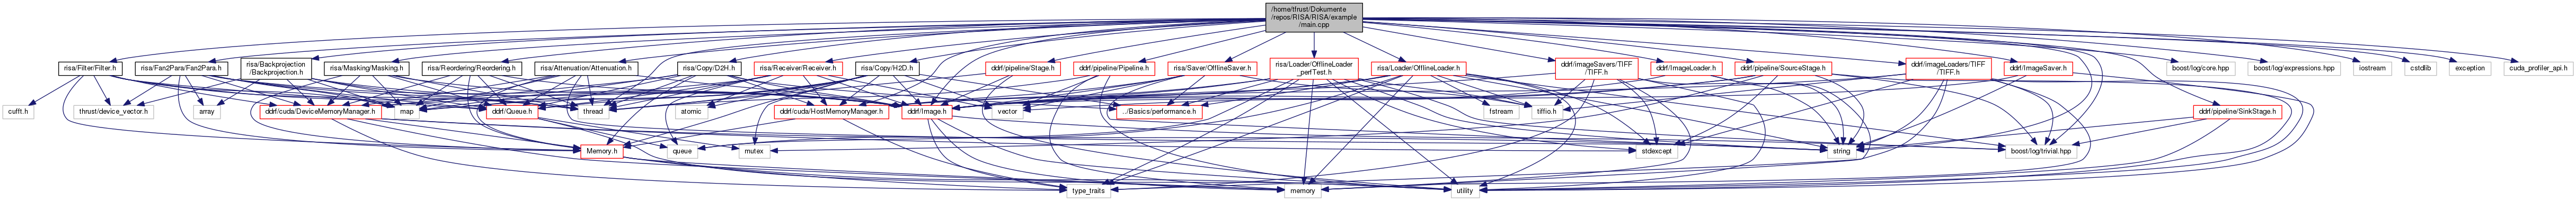 /home/tfrust/Dokumente
/repos/RISA/RISA/example
/main.cpp
risa/Filter/Filter.h
risa/Fan2Para/Fan2Para.h
risa/Backprojection
/Backprojection.h
risa/Masking/Masking.h
risa/Reordering/Reordering.h
risa/Attenuation/Attenuation.h
risa/Copy/D2H.h
risa/Receiver/Receiver.h
risa/Copy/H2D.h
ddrf/pipeline/Stage.h
ddrf/pipeline/Pipeline.h
risa/Saver/OfflineSaver.h
risa/Loader/OfflineLoader
_perfTest.h
risa/Loader/OfflineLoader.h
ddrf/imageSavers/TIFF
/TIFF.h
ddrf/ImageLoader.h
ddrf/pipeline/SourceStage.h
ddrf/imageLoaders/TIFF
/TIFF.h
ddrf/ImageSaver.h
boost/log/core.hpp
boost/log/expressions.hpp
iostream
cstdlib
exception
cuda_profiler_api.h
cufft.h
thrust/device_vector.h
array
ddrf/cuda/DeviceMemoryManager.h
map
ddrf/Queue.h
thread
atomic
ddrf/cuda/HostMemoryManager.h
ddrf/Image.h
vector
../Basics/performance.h
fstream
tiffio.h
ddrf/pipeline/SinkStage.h
Memory.h
queue
mutex
stdexcept
string
boost/log/trivial.hpp
type_traits
memory
utility